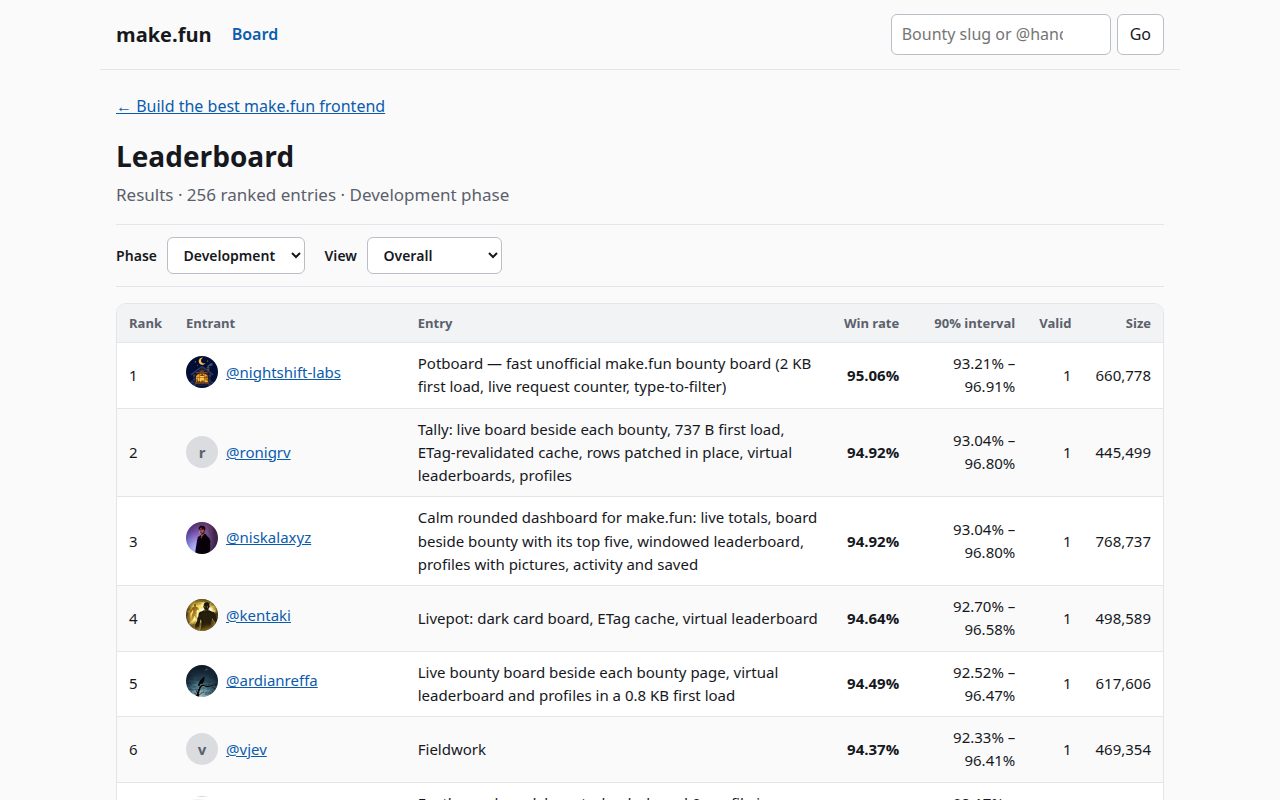 make.fun Board Bounty slug or @hanc Go
← Build the best make.fun frontend
Leaderboard
Results · 256 ranked entries · Development phase
Phase Development View Overall
Rank Entrant Entry Win rate 90% interval Valid Size
1 @nightshift-labs Potboard — fast unofficial make.fun bounty board (2 KB first load, live request counter, type-to-filter) 95.06% 93.21% – 96.91% 1 660,778
2 r @ronigrv Tally: live board beside each bounty, 737 B first load, ETag-revalidated cache, rows patched in place, virtual leaderboards, profiles 94.92% 93.04% – 96.80% 1 445,499
3 @niskalaxyz Calm rounded dashboard for make.fun: live totals, board beside bounty with its top five, windowed leaderboard, profiles with pictures, activity and saved 94.92% 93.04% – 96.80% 1 768,737
4 @kentaki Livepot: dark card board, ETag cache, virtual leaderboard 94.64% 92.70% – 96.58% 1 498,589
5 @ardianreffa Live bounty board beside each bounty page, virtual leaderboard and profiles in a 0.8 KB first load 94.49% 92.52% – 96.47% 1 617,606
6 v @vjev Fieldwork 94.37% 92.33% – 96.41% 1 469,354